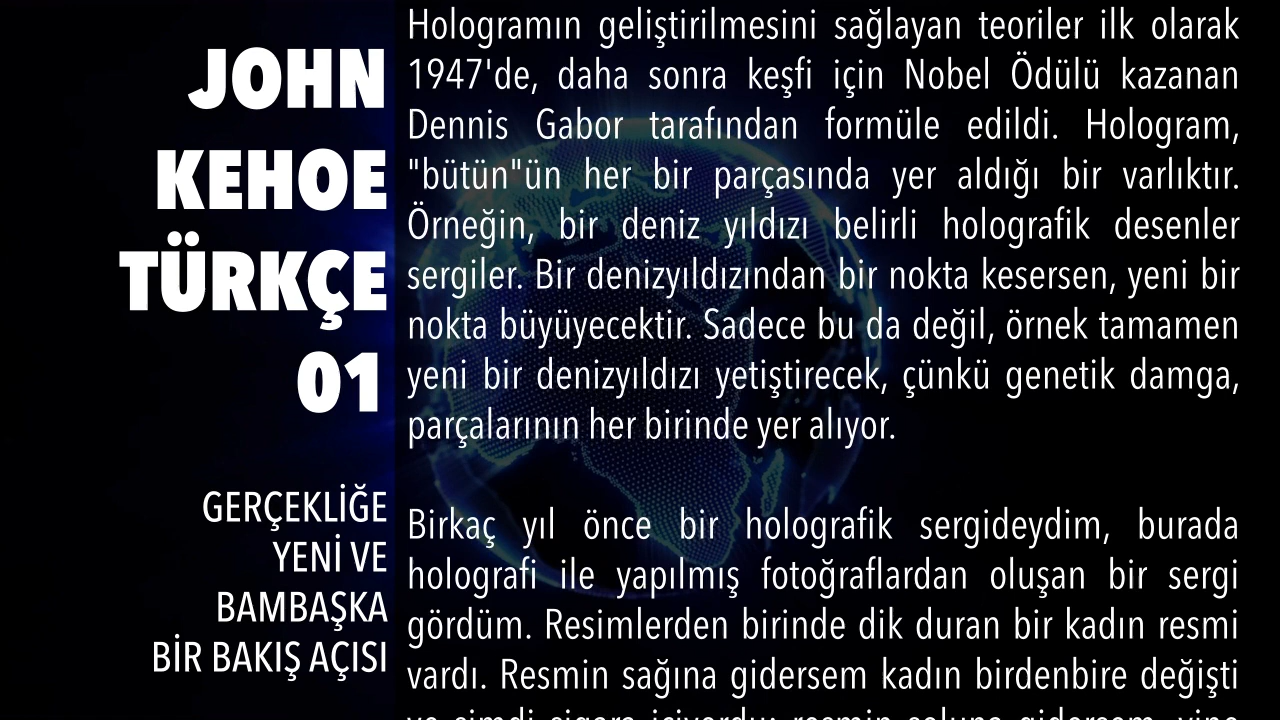 JOHN
KEHOE
TÜRKÇE
01
GERÇEKLİĞE
YENİ VE
BAMBAŞKA
BİR BAKIŞ AÇISI
Hologramın geliştirilmesini sağlayan teoriler ilk olarak
1947'de, daha sonra keşfi için Nobel Ödülü kazanan
Dennis Gabor tarafından formüle edildi. Hologram,
"bütün"ün her bir parçasında yer aldığı bir varlıktır.
Örneğin, bir deniz yıldızı belirli holografik desenler
sergiler. Bir denizyıldızından bir nokta kesersen, yeni bir
nokta büyüyecektir. Sadece bu da değil, örnek tamamen
yeni bir denizyıldızı yetiştirecek, çünkü genetik damga,
parçalarının her birinde yer alıyor.
Birkaç yıl önce bir holografik sergideydim, burada
holografi ile yapılmış fotoğraflardan oluşan bir sergi
gördüm. Resimlerden birinde dik duran bir kadın resmi
vardı. Resmin sağına gidersem kadın birdenbire değişti